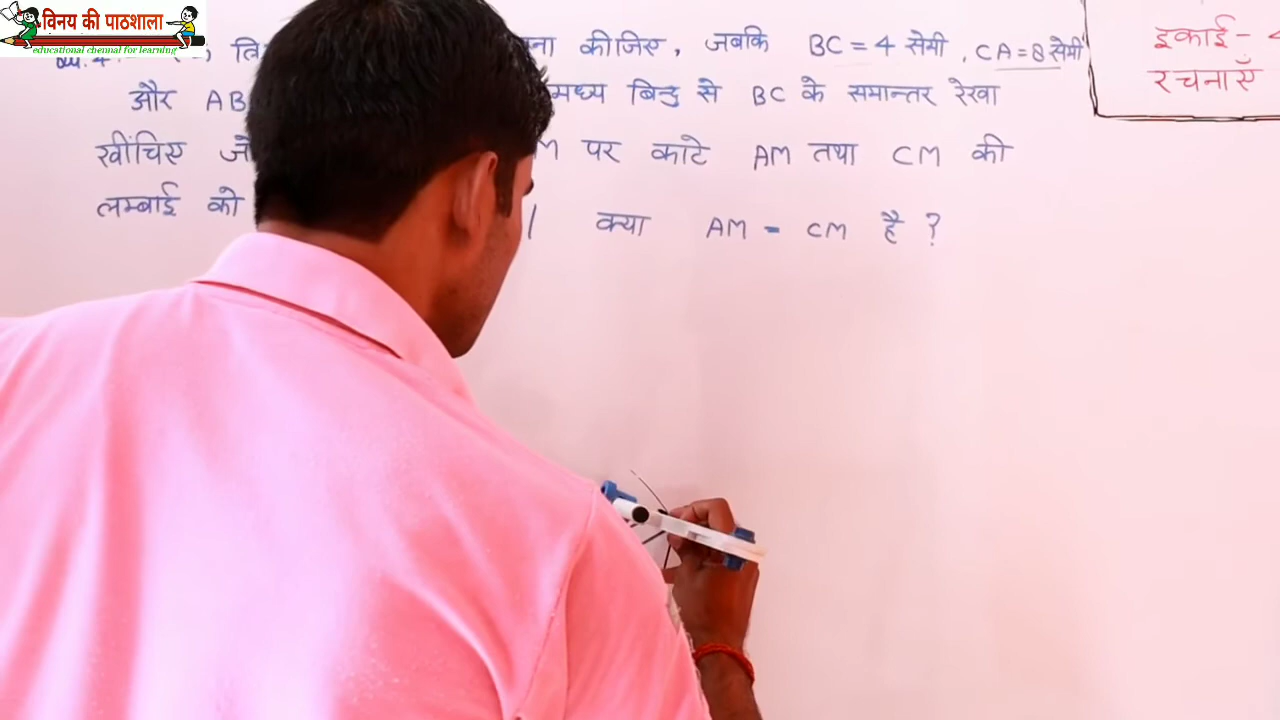 विनय की पाठशाला
educational chennal for learning
कीजिए, जबकि BC = 4 सेमी, CA = 8 सेमी
और AB मध्य बिन्दु से BC के समान्तर रेखा
खींचिए पर काटे AM तथा CM की
लम्बाई को । क्या AM = CM है ?
इकाई - 4
रचनाएँ